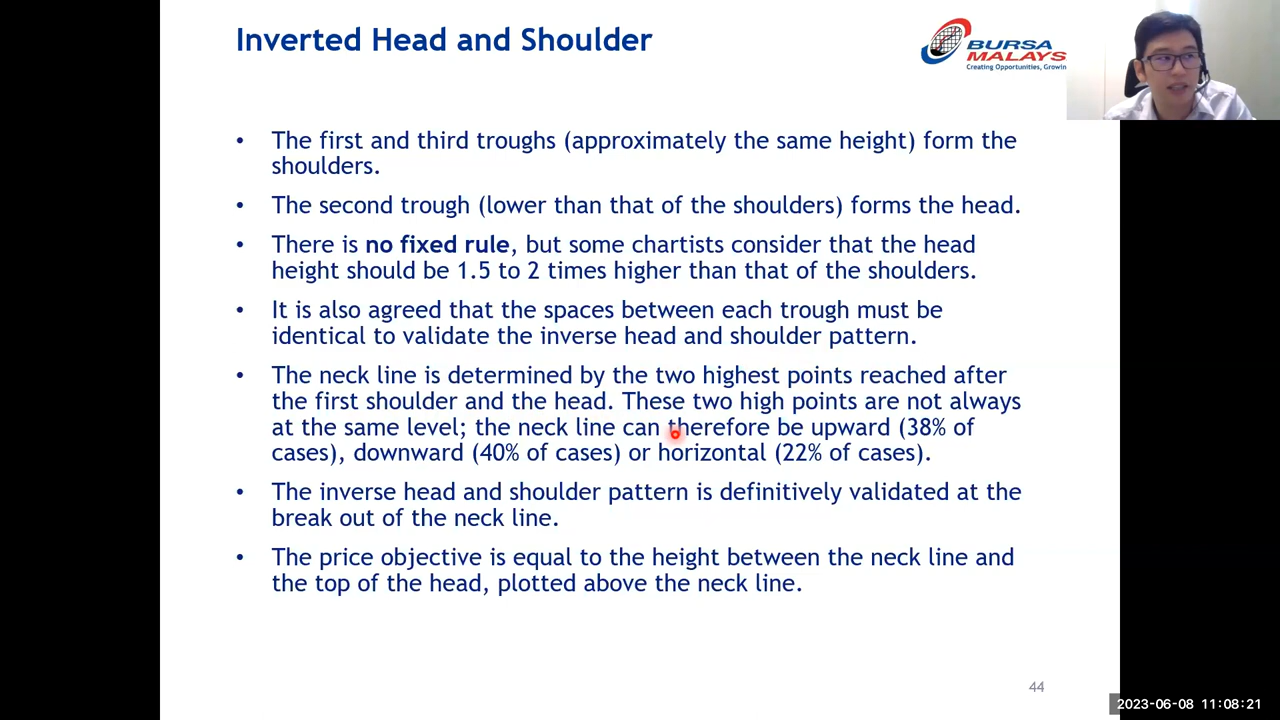 Inverted Head and Shoulder
BURSA
MALAYS
Creating Opportunities, Growin
• The first and third troughs (approximately the same height) form the
shoulders.
• The second trough (lower than that of the shoulders) forms the head.
• There is no fixed rule, but some chartists consider that the head
height should be 1.5 to 2 times higher than that of the shoulders.
• It is also agreed that the spaces between each trough must be
identical to validate the inverse head and shoulder pattern.
• The neck line is determined by the two highest points reached after
the first shoulder and the head. These two high points are not always
at the same level; the neck line can therefore be upward (38% of
cases), downward (40% of cases) or horizontal (22% of cases).
• The inverse head and shoulder pattern is definitively validated at the
break out of the neck line.
• The price objective is equal to the height between the neck line and
the top of the head, plotted above the neck line.
44
2023-06-08 11:08:21